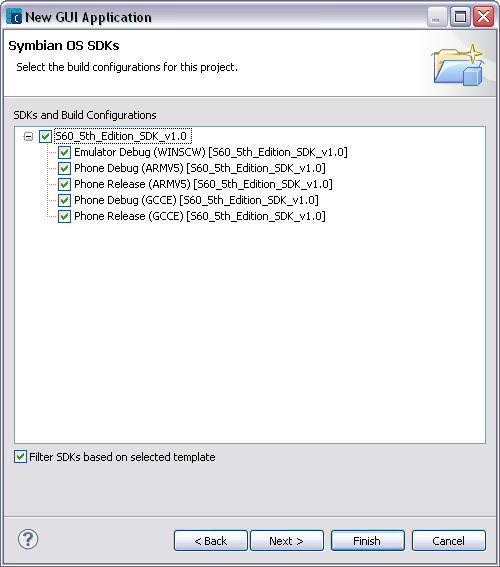 New GUI Application
Symbian OS SDKs
Select the build configurations for this project.
SDKs and Build Configurations
S60_5th_Edition_SDK_v1.0
Emulator Debug (WINSCW) [S60_5th_Edition_SDK_v1.0]
Phone Debug (ARMV5) [S60_5th_Edition_SDK_v1.0]
Phone Release (ARMV5) [S60_5th_Edition_SDK_v1.0]
Phone Debug (GCCE) [S60_5th_Edition_SDK_v1.0]
Phone Release (GCCE) [S60_5th_Edition_SDK_v1.0]
Filter SDKs based on selected template
? < Back Next > Finish Cancel